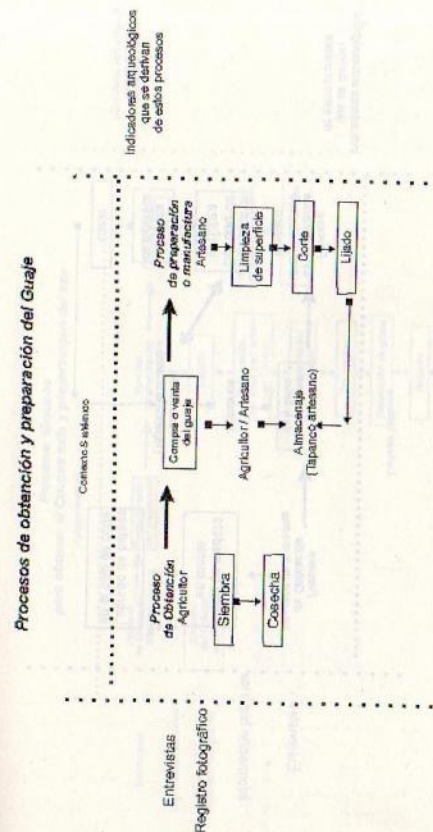 Procesos de obtención y preparación del Guaje
Contexto Sistémico
Entrevistas
Registro fotográfico
Proceso
de Obtención
Agricultor
Siembra
Cosecha
Compra o venta
del guaje
Agricultor / Artesano
Almacenaje
(Tapanco artesano)
Proceso
de preparación
o manufactura
Artesano
Limpieza
de superficie
Corte
Lijado
Indicadores arqueológicos
que se derivan
de estos procesos